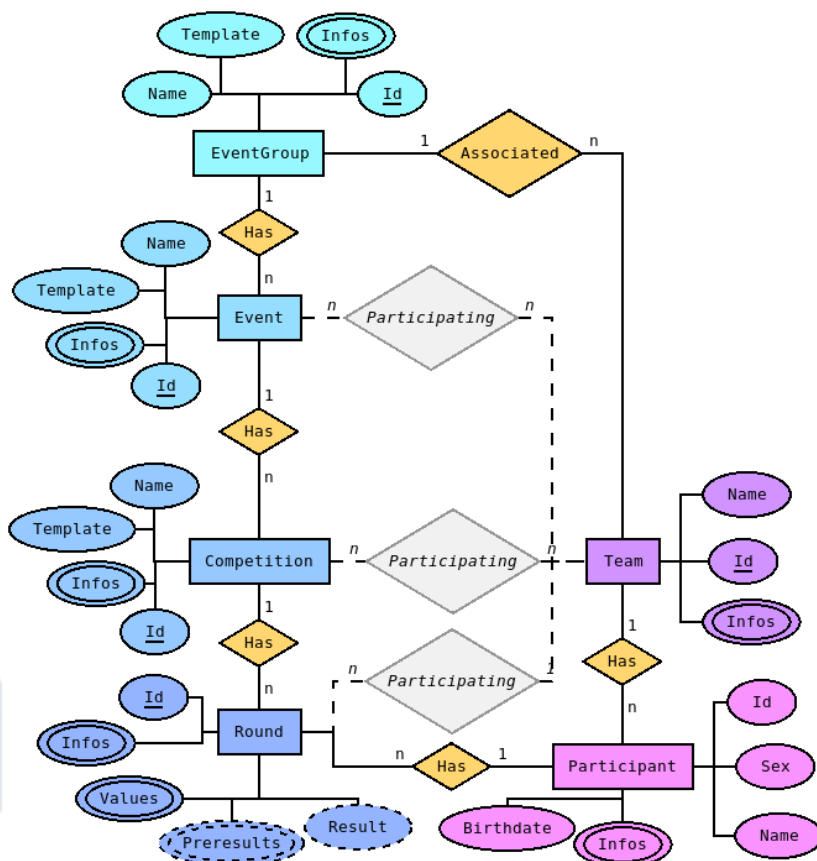 Template
Infos
Name
Id
EventGroup
1
Associated
n
1
Has
n
Name
Template
Event
n
Participating
n
Infos
Id
1
Has
n
Name
Template
Competition
n
Participating
n
Team
Name
Id
Infos
Infos
Id
1
Has
n
1
Has
n
n
Participating
1
Id
Infos
Round
n
Has
1
Participant
Id
Sex
Name
Values
Preresults
Result
Birthdate
Infos